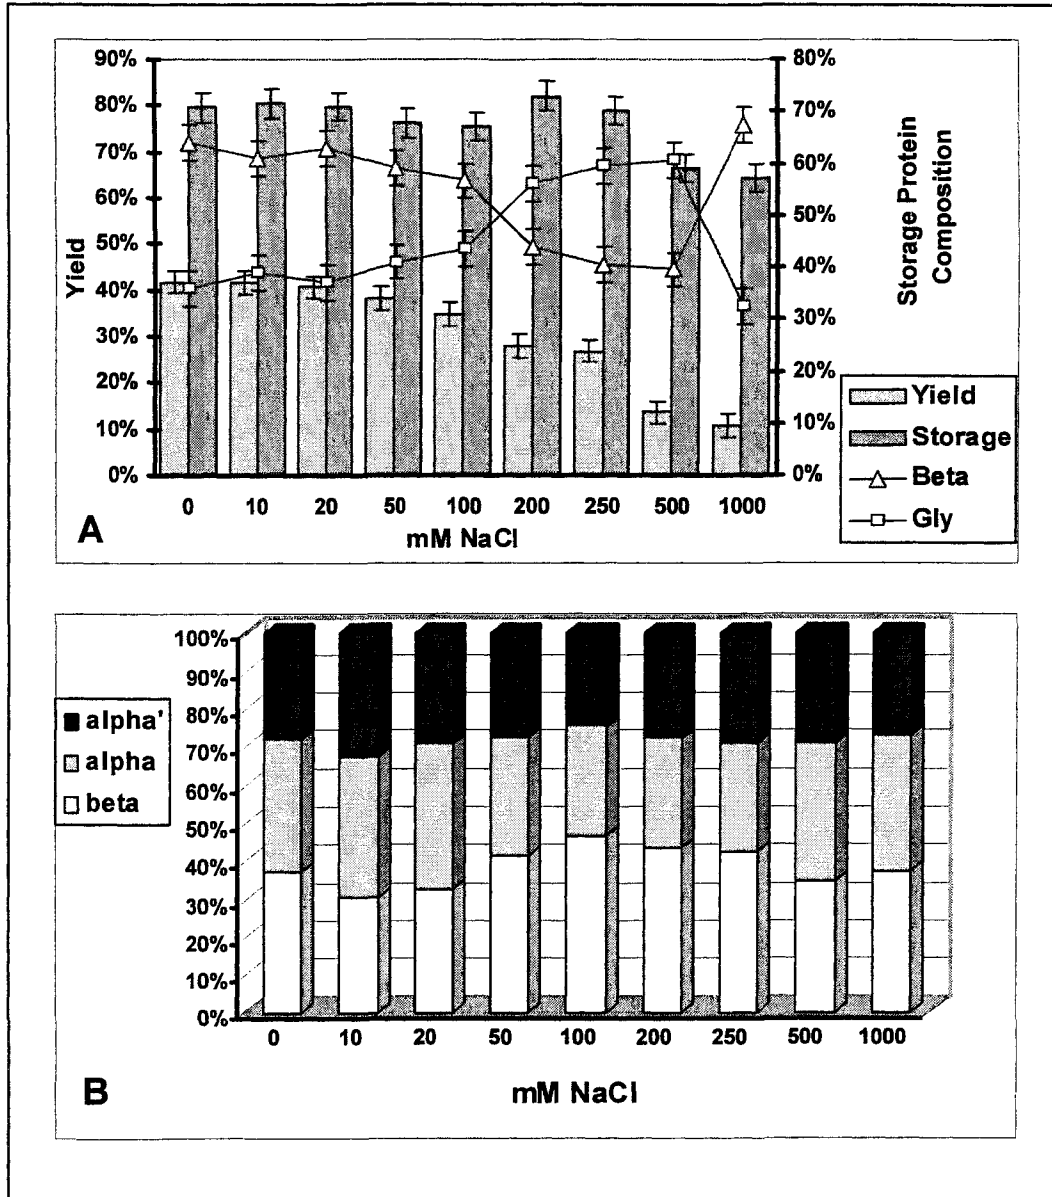 90%
80%
70%
60%
50%
40%
30%
20%
10%
0%
Yield
80%
70%
60%
50%
40%
30%
20%
10%
0%
Storage Protein
Composition
0 10 20 50 100 200 250 500 1000
mM NaCl
A
Yield
Storage
Beta
Gly
100%
90%
80%
70%
60%
50%
40%
30%
20%
10%
0%
alpha'
alpha
beta
0 10 20 50 100 200 250 500 1000
mM NaCl
B